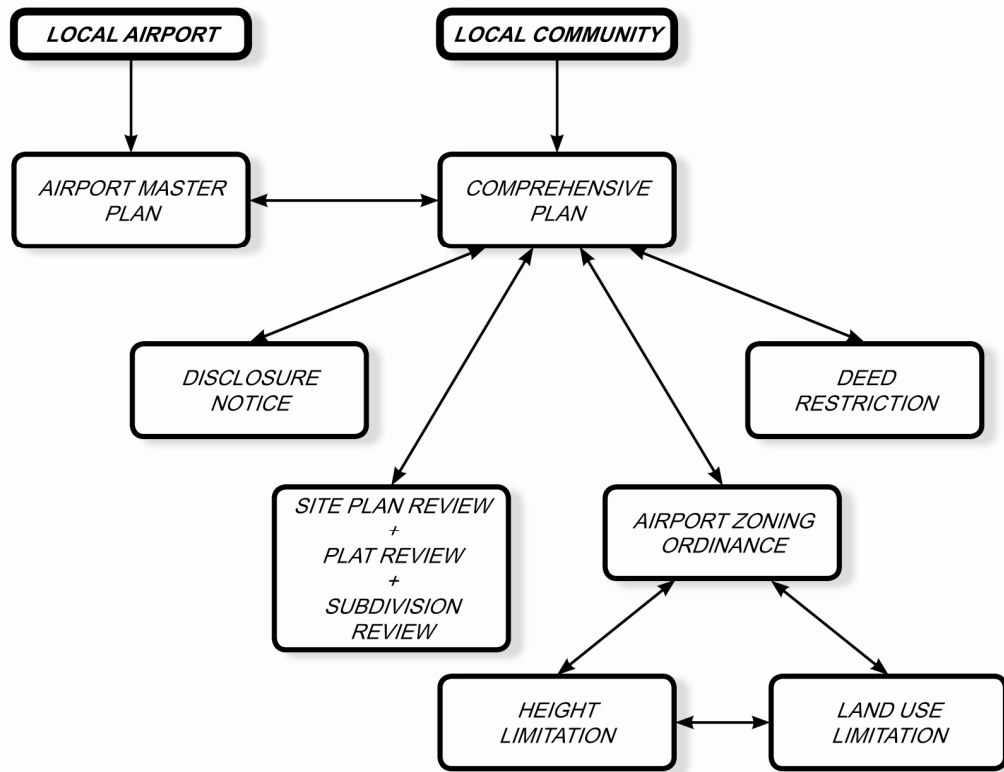 LOCAL AIRPORT
LOCAL COMMUNITY
AIRPORT MASTER
PLAN
COMPREHENSIVE
PLAN
DISCLOSURE
NOTICE
DEED
RESTRICTION
SITE PLAN REVIEW
+
PLAT REVIEW
+
SUBDIVISION
REVIEW
AIRPORT ZONING
ORDINANCE
HEIGHT
LIMITATION
LAND USE
LIMITATION